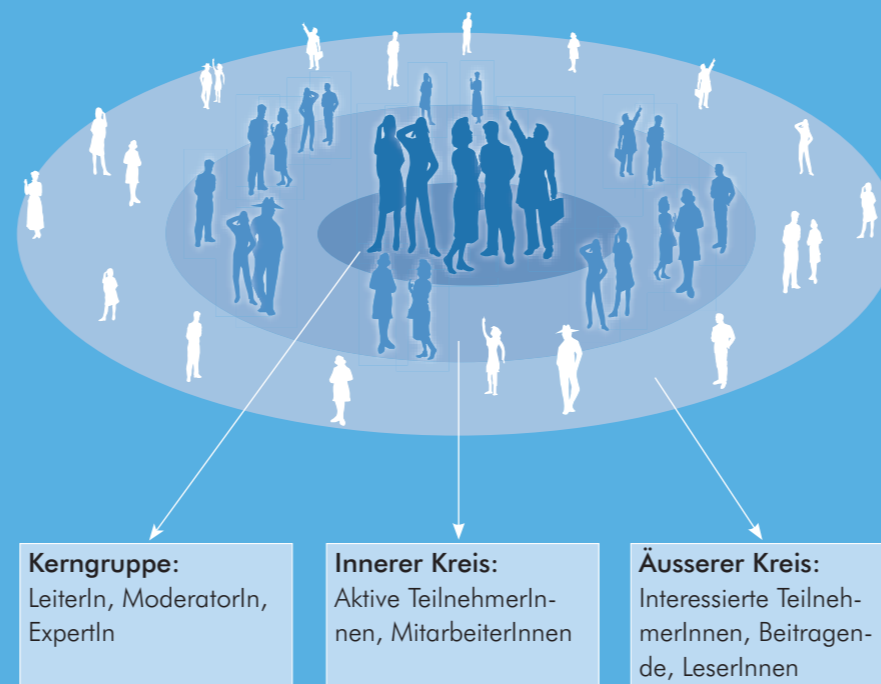 Kerngruppe:
LeiterIn, ModeratorIn,
ExpertIn
Innerer Kreis:
Aktive TeilnehmerIn-
nen, MitarbeiterInnen
Äusserer Kreis:
Interessierte Teilneh-
merInnen, Beitragen-
de, LeserInnen